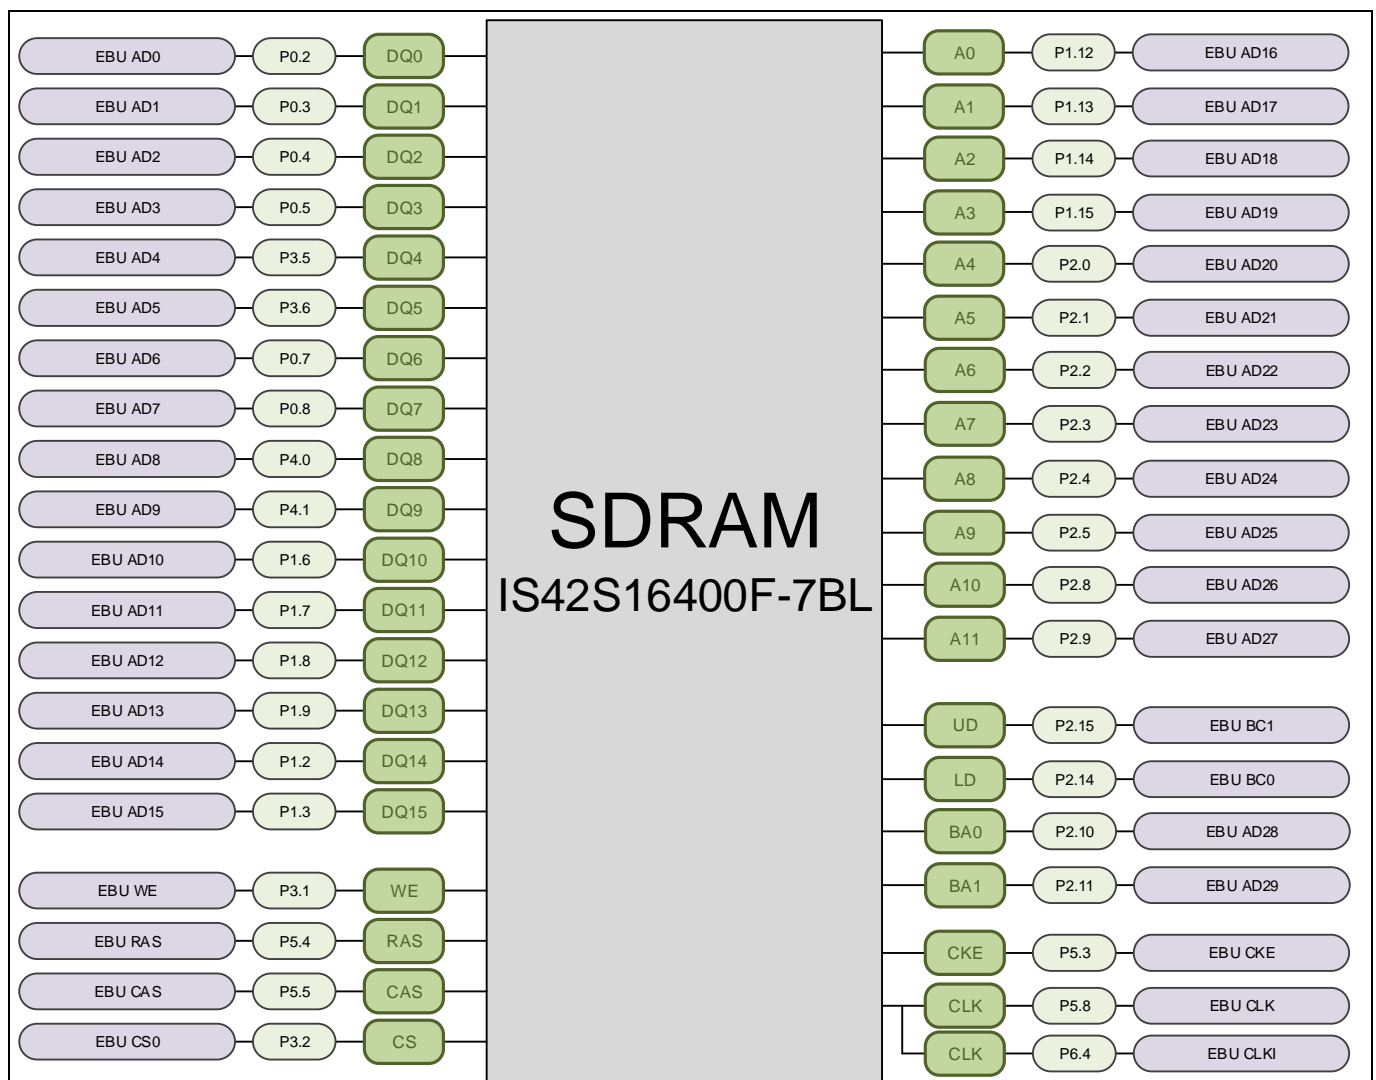 EBU AD0 P0.2 DQ0
EBU AD1 P0.3 DQ1
EBU AD2 P0.4 DQ2
EBU AD3 P0.5 DQ3
EBU AD4 P3.5 DQ4
EBU AD5 P3.6 DQ5
EBU AD6 P0.7 DQ6
EBU AD7 P0.8 DQ7
EBU AD8 P4.0 DQ8
EBU AD9 P4.1 DQ9
EBU AD10 P1.6 DQ10
EBU AD11 P1.7 DQ11
EBU AD12 P1.8 DQ12
EBU AD13 P1.9 DQ13
EBU AD14 P1.2 DQ14
EBU AD15 P1.3 DQ15
EBU WE P3.1 WE
EBU RAS P5.4 RAS
EBU CAS P5.5 CAS
EBU CS0 P3.2 CS
SDRAM
IS42S16400F-7BL
A0 P1.12 EBU AD16
A1 P1.13 EBU AD17
A2 P1.14 EBU AD18
A3 P1.15 EBU AD19
A4 P2.0 EBU AD20
A5 P2.1 EBU AD21
A6 P2.2 EBU AD22
A7 P2.3 EBU AD23
A8 P2.4 EBU AD24
A9 P2.5 EBU AD25
A10 P2.8 EBU AD26
A11 P2.9 EBU AD27
UD P2.15 EBU BC1
LD P2.14 EBU BC0
BA0 P2.10 EBU AD28
BA1 P2.11 EBU AD29
CKE P5.3 EBU CKE
CLK P5.8 EBU CLK
CLK P6.4 EBU CLKI